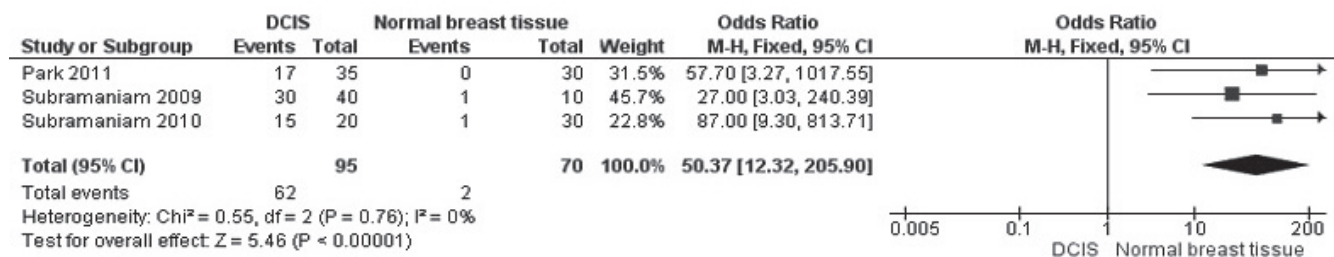 DCIS Normal breast tissue Odds Ratio Odds Ratio
Study or Subgroup Events Total Events Total Weight M-H, Fixed, 95% CI M-H, Fixed, 95% CI
Park 2011 17 35 0 30 31.5% 57.70 [3.27, 1017.55]
Subramaniam 2009 30 40 1 10 45.7% 27.00 [3.03, 240.39]
Subramaniam 2010 15 20 1 30 22.8% 87.00 [9.30, 813.71]
Total (95% CI) 95 70 100.0% 50.37 [12.32, 205.90]
Total events 62 2
Heterogeneity: Chi² = 0.55, df = 2 (P = 0.76); I² = 0%
Test for overall effect: Z = 5.46 (P < 0.00001)
0.005 0.1 1 10 200
DCIS Normal breast tissue